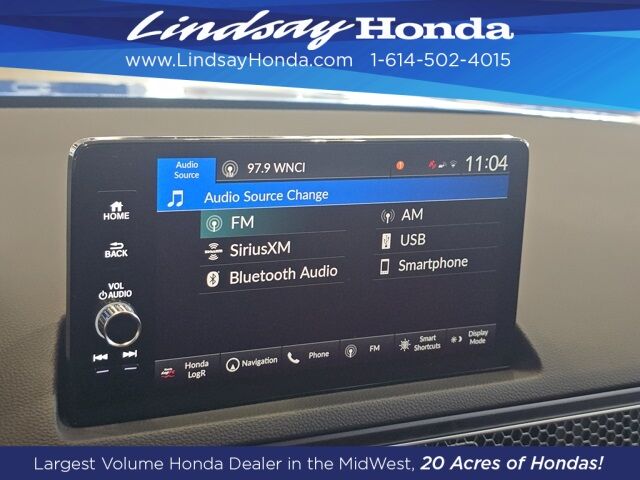 Lindsay Honda
www.LindsayHonda.com 1-614-502-4015
Audio Source
97.9 WNCI
11:04
Audio Source Change
FM
AM
SiriusXM
USB
Bluetooth Audio
Smartphone
HOME
BACK
VOL
AUDIO
Honda LogR
Navigation
Phone
FM
Smart Shortcuts
Display Mode
Largest Volume Honda Dealer in the MidWest, 20 Acres of Hondas!